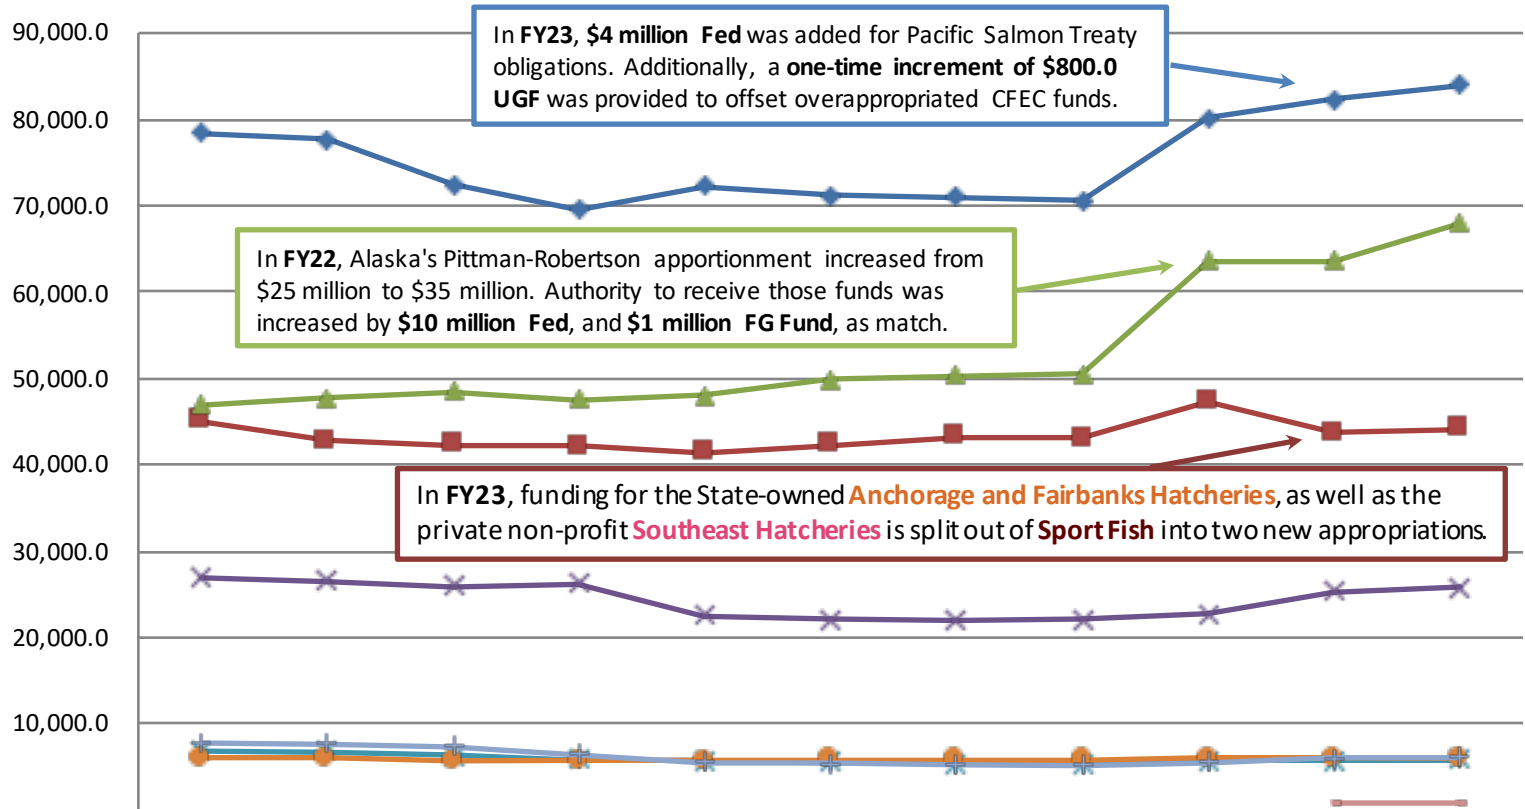 90,000.0
In FY23, $4 million Fed was added for Pacific Salmon Treaty
obligations. Additionally, a one-time increment of $800.0
UGF was provided to offset overappropriated CFEC funds.
80,000.0
70,000.0
In FY22, Alaska's Pittman-Robertson apportionment increased from
$25 million to $35 million. Authority to receive those funds was
increased by $10 million Fed, and $1 million FG Fund, as match.
60,000.0
50,000.0
40,000.0
In FY23, funding for the State-owned Anchorage and Fairbanks Hatcheries, as well as the
private non-profit Southeast Hatcheries is split out of Sport Fish into two new appropriations.
30,000.0
20,000.0
10,000.0